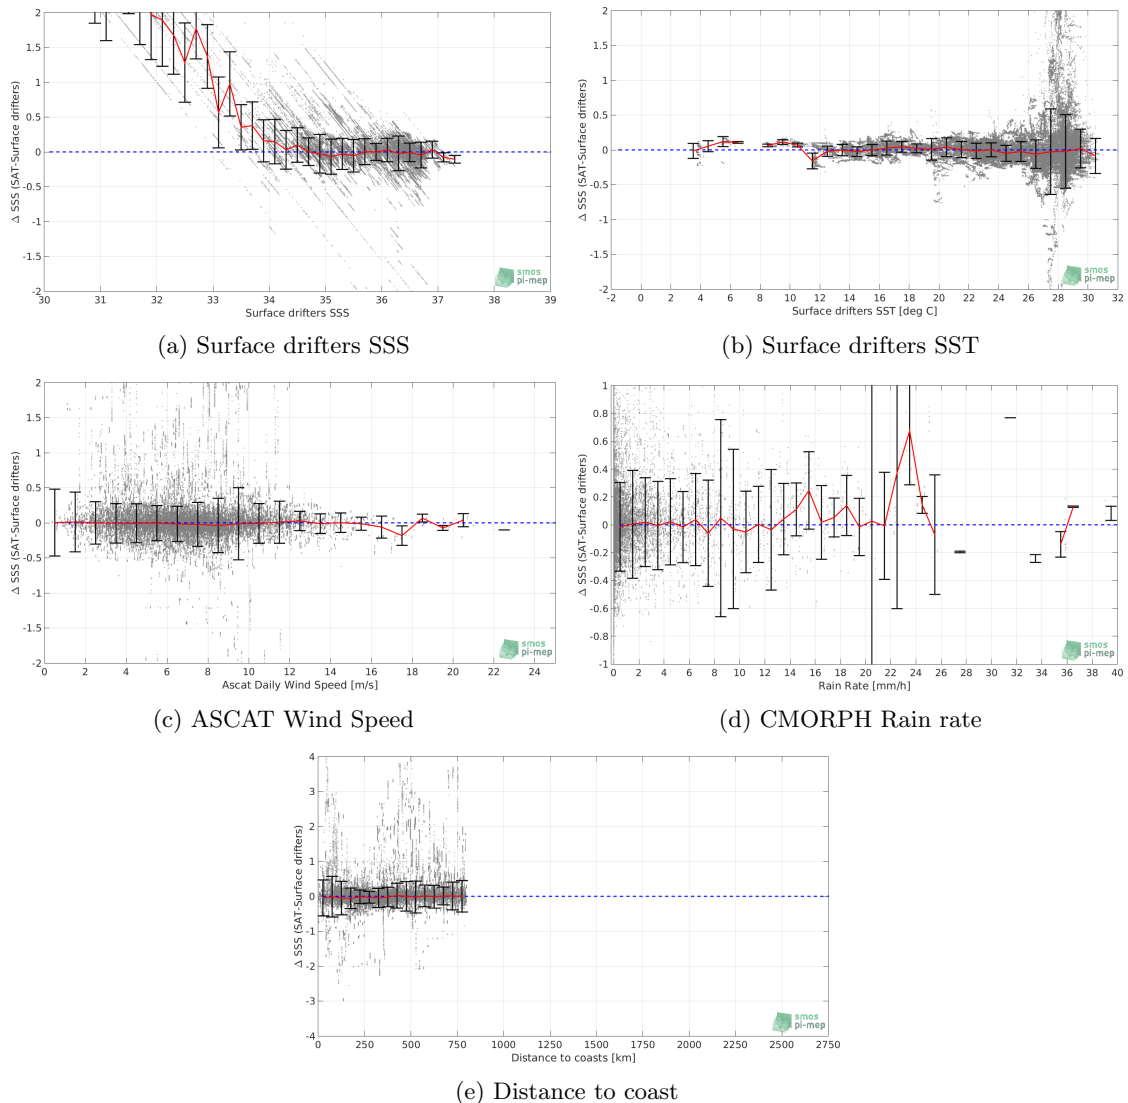 2
1.5
1
0.5
0
-0.5
-1
-1.5
-2
Δ SSS (SAT-Surface drifters)
30 31 32 33 34 35 36 37 38 39
Surface drifters SSS
smos
pi-mep
(a) Surface drifters SSS
2
1.5
1
0.5
0
-0.5
-1
-1.5
-2
Δ SSS (SAT-Surface drifters)
-2 0 2 4 6 8 10 12 14 16 18 20 22 24 26 28 30 32
Surface drifters SST [deg C]
smos
pi-mep
(b) Surface drifters SST
2
1.5
1
0.5
0
-0.5
-1
-1.5
-2
Δ SSS (SAT-Surface drifters)
0 2 4 6 8 10 12 14 16 18 20 22 24
Ascat Daily Wind Speed [m/s]
smos
pi-mep
(c) ASCAT Wind Speed
1
0.8
0.6
0.4
0.2
0
-0.2
-0.4
-0.6
-0.8
-1
Δ SSS (SAT-Surface drifters)
0 2 4 6 8 10 12 14 16 18 20 22 24 26 28 30 32 34 36 38 40
Rain Rate [mm/h]
smos
pi-mep
(d) CMORPH Rain rate
4
3
2
1
0
-1
-2
-3
-4
Δ SSS (SAT-Surface drifters)
0 250 500 750 1000 1250 1500 1750 2000 2250 2500 2750
Distance to coasts [km]
smos
pi-mep
(e) Distance to coast